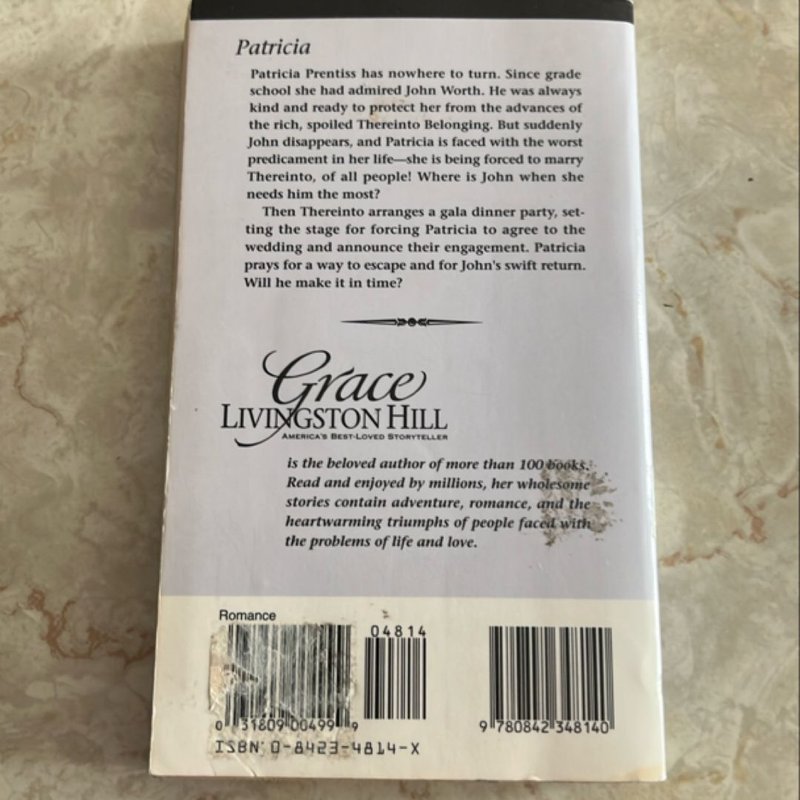 Patricia
Patricia Prentiss has nowhere to turn. Since grade
school she had admired John Worth. He was always
kind and ready to protect her from the advances of
the rich, spoiled Thereinto Belonging. But suddenly
John disappears, and Patricia is faced with the worst
predicament in her life—she is being forced to marry
Thereinto, of all people! Where is John when she
needs him the most?
Then Thereinto arranges a gala dinner party, set-
ting the stage for forcing Patricia to agree to the
wedding and announce their engagement. Patricia
prays for a way to escape and for John's swift return.
Will he make it in time?
Grace
LIVINGSTON HILL
AMERICA'S BEST-LOVED STORYTELLER
is the beloved author of more than 100 books.
Read and enjoyed by millions, her wholesome
stories contain adventure, romance, and the
heartwarming triumphs of people faced with
the problems of life and love.
Romance
04814
0 31809 00499 9
9 780842 348140
ISBN 0-8423-4814-X